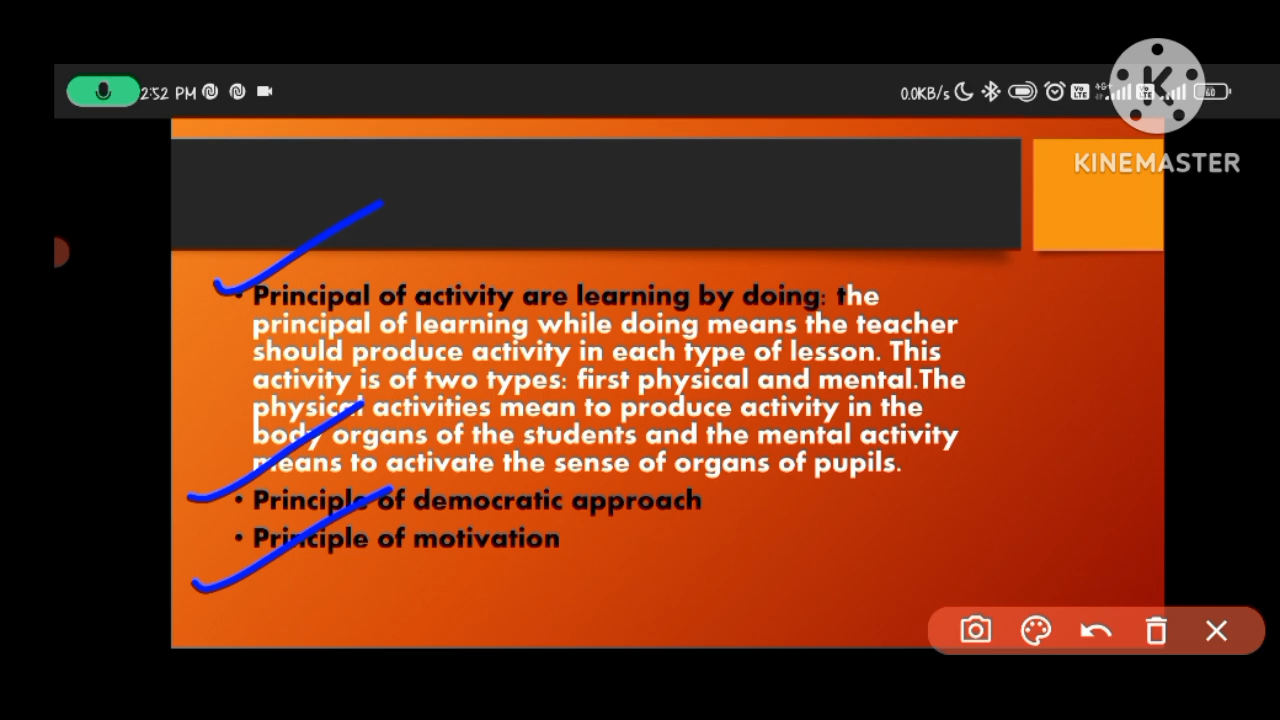 2:52 PM
0.0KB/s
KINEMASTER
• Principal of activity are learning by doing: the
principal of learning while doing means the teacher
should produce activity in each type of lesson. This
activity is of two types: first physical and mental.The
physical activities mean to produce activity in the
body organs of the students and the mental activity
means to activate the sense of organs of pupils.
• Principle of democratic approach
• Principle of motivation